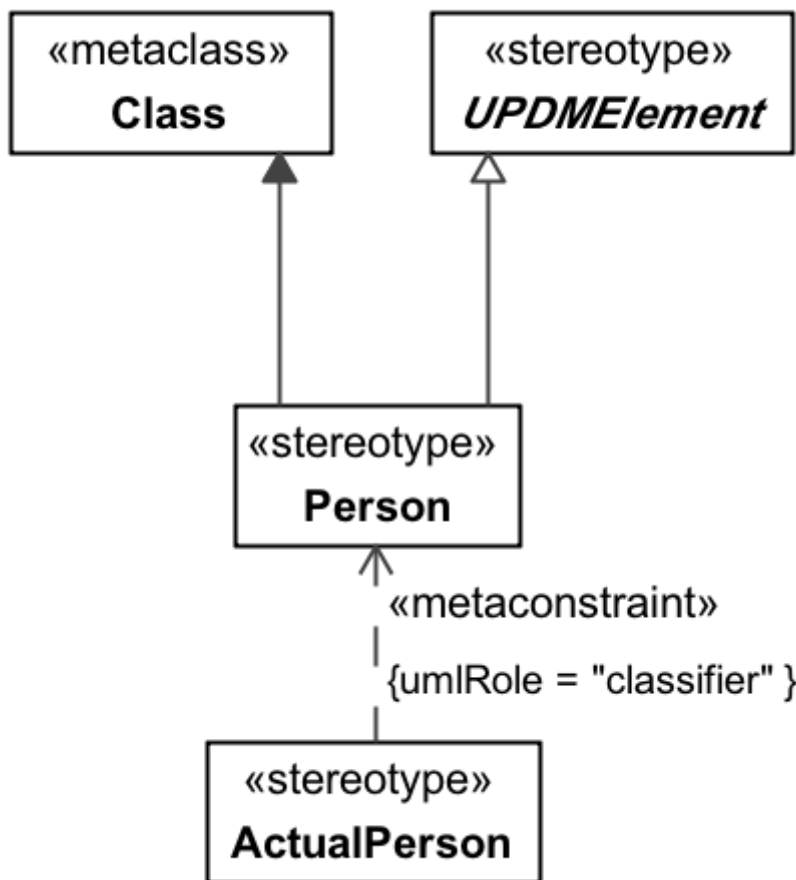 «metaclass»
Class
«stereotype»
UPDMElement
«stereotype»
Person
«metaconstraint»
{umlRole = "classifier" }
«stereotype»
ActualPerson